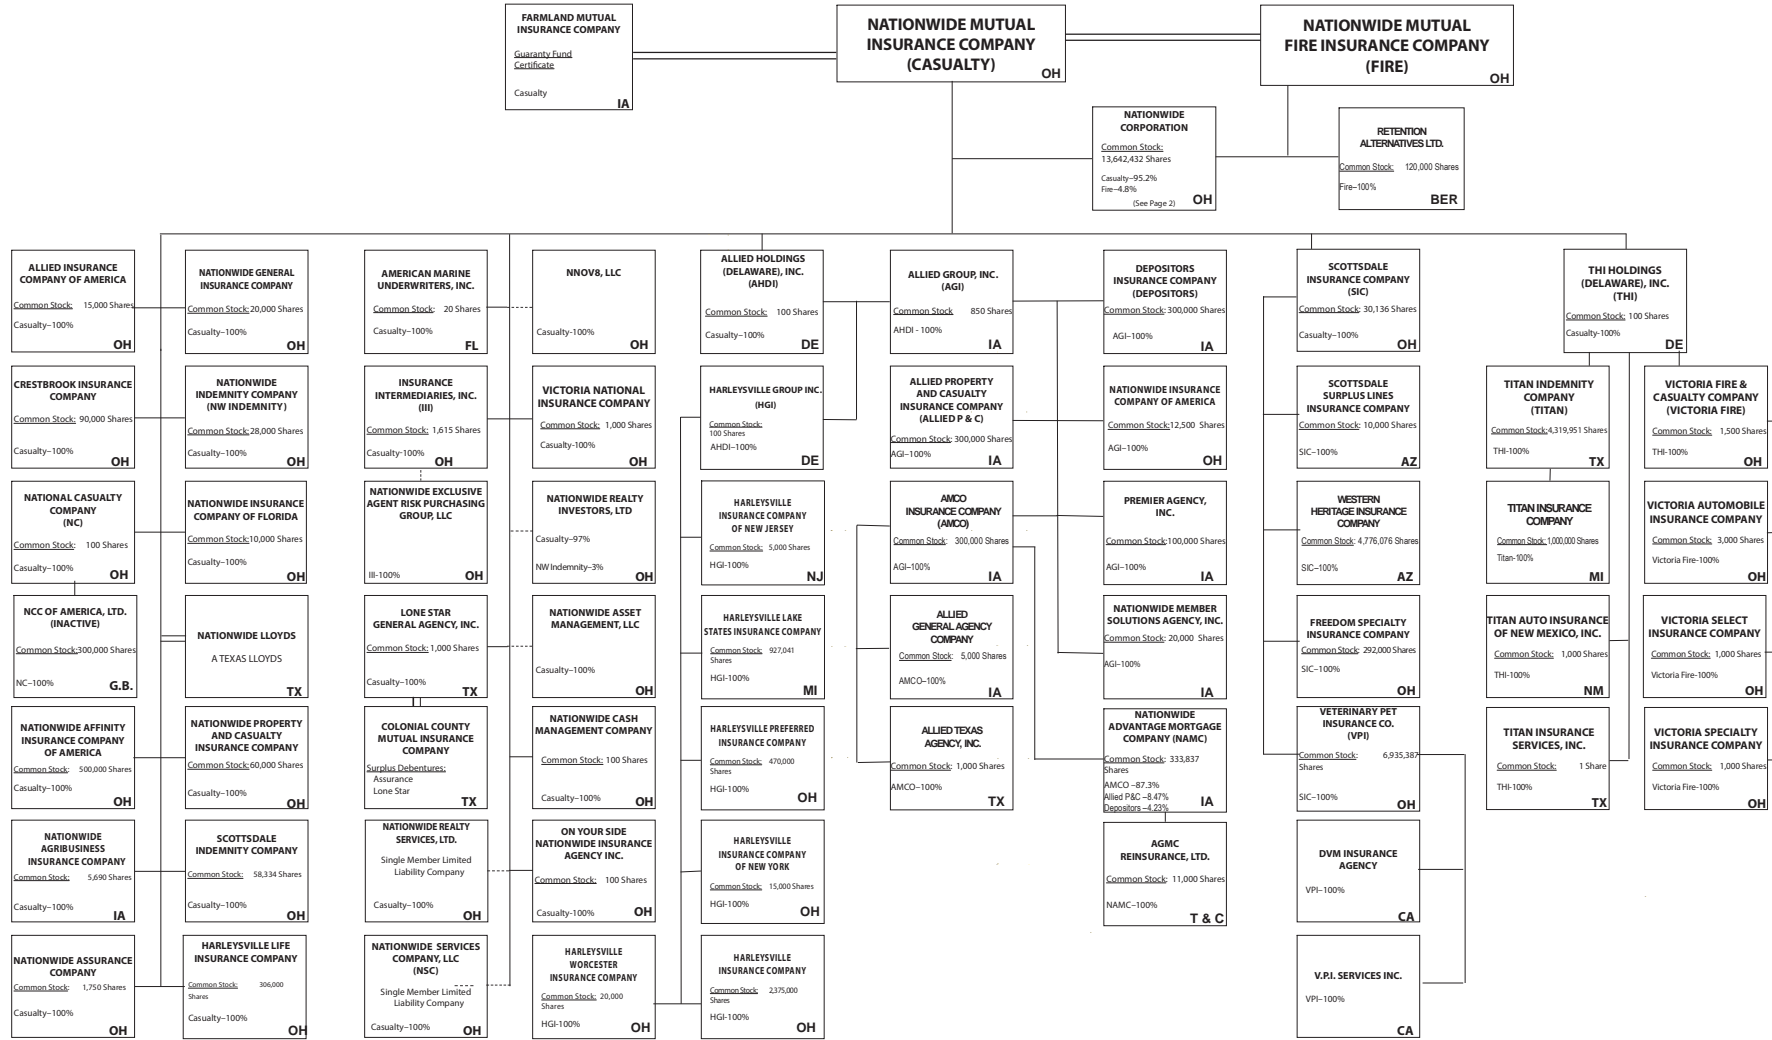 FARMLAND MUTUAL
INSURANCE COMPANY
Guaranty Fund
Certificate
Casualty
IA
NATIONWIDE MUTUAL
INSURANCE COMPANY
(CASUALTY)
OH
NATIONWIDE MUTUAL
FIRE INSURANCE COMPANY
(FIRE)
OH
NATIONWIDE
CORPORATION
Common Stock:
13,642,432 Shares
Casualty–95.2%
Fire–4.8%
(See Page 2)
OH
RETENTION
ALTERNATIVES LTD.
Common Stock: 120,000 Shares
Fire–100%
BER
ALLIED INSURANCE
COMPANY OF AMERICA
Common Stock: 15,000 Shares
Casualty–100%
OH
NATIONWIDE GENERAL
INSURANCE COMPANY
Common Stock: 20,000 Shares
Casualty–100%
OH
AMERICAN MARINE
UNDERWRITERS, INC.
Common Stock: 20 Shares
Casualty–100%
FL
NNOV8, LLC
Casualty-100%
OH
ALLIED HOLDINGS
(DELAWARE), INC.
(AHDI)
Common Stock: 100 Shares
Casualty–100%
DE
ALLIED GROUP, INC.
(AGI)
Common Stock 850 Shares
AHDI - 100%
IA
DEPOSITORS
INSURANCE COMPANY
(DEPOSITORS)
Common Stock: 300,000 Shares
AGI–100%
IA
SCOTTSDALE
INSURANCE COMPANY
(SIC)
Common Stock: 30,136 Shares
Casualty–100%
OH
THI HOLDINGS
(DELAWARE), INC.
(THI)
Common Stock: 100 Shares
Casualty–100%
DE
CRESTBROOK INSURANCE
COMPANY
Common Stock: 90,000 Shares
Casualty–100%
OH
NATIONWIDE
INDEMNITY COMPANY
(NW INDEMNITY)
Common Stock: 28,000 Shares
Casualty–100%
OH
INSURANCE
INTERMEDIARIES, INC.
(III)
Common Stock: 1,615 Shares
Casualty-100%
OH
VICTORIA NATIONAL
INSURANCE COMPANY
Common Stock: 1,000 Shares
Casualty-100%
OH
HARLEYSVILLE GROUP INC.
(HGI)
Common Stock:
100 Shares
AHDI–100%
DE
ALLIED PROPERTY
AND CASUALTY
INSURANCE COMPANY
(ALLIED P & C)
Common Stock: 300,000 Shares
AGI–100%
IA
NATIONWIDE INSURANCE
COMPANY OF AMERICA
Common Stock: 12,500 Shares
AGI–100%
OH
SCOTTSDALE
SURPLUS LINES
INSURANCE COMPANY
Common Stock: 10,000 Shares
SIC–100%
AZ
TITAN INDEMNITY
COMPANY
(TITAN)
Common Stock: 4,319,951 Shares
THI-100%
TX
VICTORIA FIRE &
CASUALTY COMPANY
(VICTORIA FIRE)
Common Stock: 1,500 Shares
THI-100%
OH
NATIONAL CASUALTY
COMPANY
(NC)
Common Stock: 100 Shares
Casualty–100%
OH
NATIONWIDE INSURANCE
COMPANY OF FLORIDA
Common Stock: 10,000 Shares
Casualty–100%
OH
NATIONWIDE EXCLUSIVE
AGENT RISK PURCHASING
GROUP, LLC
III-100%
OH
NATIONWIDE REALTY
INVESTORS, LTD
Casualty–97%
NW Indemnity–3%
OH
HARLEYSVILLE
INSURANCE COMPANY
OF NEW JERSEY
Common Stock: 5,000 Shares
HGI-100%
NJ
AMCO
INSURANCE COMPANY
(AMCO)
Common Stock: 300,000 Shares
AGI–100%
IA
PREMIER AGENCY,
INC.
Common Stock: 100,000 Shares
AGI–100%
IA
WESTERN
HERITAGE INSURANCE
COMPANY
Common Stock: 4,776,076 Shares
SIC–100%
AZ
TITAN INSURANCE
COMPANY
Common Stock: 1,000,000 Shares
Titan-100%
MI
VICTORIA AUTOMOBILE
INSURANCE COMPANY
Common Stock: 3,000 Shares
Victoria Fire-100%
OH
NCC OF AMERICA, LTD.
(INACTIVE)
Common Stock: 300,000 Shares
NC–100%
G.B.
NATIONWIDE LLOYDS
A TEXAS LLOYDS
TX
LONE STAR
GENERAL AGENCY, INC.
Common Stock: 1,000 Shares
Casualty–100%
TX
NATIONWIDE ASSET
MANAGEMENT, LLC
Casualty–100%
OH
HARLEYSVILLE LAKE
STATES INSURANCE COMPANY
Common Stock: 927,041
Shares
HGI-100%
MI
ALLIED
GENERAL AGENCY
COMPANY
Common Stock: 5,000 Shares
AMCO–100%
IA
NATIONWIDE MEMBER
SOLUTIONS AGENCY, INC.
Common Stock: 20,000 Shares
AGI–100%
IA
FREEDOM SPECIALTY
INSURANCE COMPANY
Common Stock: 292,000 Shares
SIC–100%
OH
TITAN AUTO INSURANCE
OF NEW MEXICO, INC.
Common Stock: 1,000 Shares
THI-100%
NM
VICTORIA SELECT
INSURANCE COMPANY
Common Stock: 1,000 Shares
Victoria Fire-100%
OH
NATIONWIDE AFFINITY
INSURANCE COMPANY
OF AMERICA
Common Stock: 500,000 Shares
Casualty–100%
OH
NATIONWIDE PROPERTY
AND CASUALTY
INSURANCE COMPANY
Common Stock: 60,000 Shares
Casualty–100%
OH
COLONIAL COUNTY
MUTUAL INSURANCE
COMPANY
Surplus Debentures:
Assurance
Lone Star
TX
NATIONWIDE CASH
MANAGEMENT COMPANY
Common Stock: 100 Shares
Casualty–100%
OH
HARLEYSVILLE PREFERRED
INSURANCE COMPANY
Common Stock: 470,000
Shares
HGI-100%
OH
ALLIED TEXAS
AGENCY, INC.
Common Stock: 1,000 Shares
AMCO–100%
TX
NATIONWIDE
ADVANTAGE MORTGAGE
COMPANY (NAMC)
Common Stock: 333,837
Shares
AMCO –87.3%
Allied P&C –8.47%
Depositors –4.23%
IA
VETERINARY PET
INSURANCE CO.
(VPI)
Common Stock: 6,935,387
Shares
SIC–100%
OH
TITAN INSURANCE
SERVICES, INC.
Common Stock: 1 Share
THI-100%
TX
VICTORIA SPECIALTY
INSURANCE COMPANY
Common Stock: 1,000 Shares
Victoria Fire-100%
OH
NATIONWIDE
AGRIBUSINESS
INSURANCE COMPANY
Common Stock: 5,690 Shares
Casualty–100%
IA
SCOTTSDALE
INDEMNITY COMPANY
Common Stock: 58,334 Shares
Casualty–100%
OH
NATIONWIDE REALTY
SERVICES, LTD.
Single Member Limited
Liability Company
Casualty–100%
OH
ON YOUR SIDE
NATIONWIDE INSURANCE
AGENCY INC.
Common Stock: 100 Shares
Casualty-100%
OH
HARLEYSVILLE
INSURANCE COMPANY
OF NEW YORK
Common Stock: 15,000 Shares
HGI-100%
OH
AGMC
REINSURANCE, LTD.
Common Stock: 11,000 Shares
NAMC–100%
T & C
DVM INSURANCE
AGENCY
VPI–100%
CA
NATIONWIDE ASSURANCE
COMPANY
Common Stock: 1,750 Shares
Casualty–100%
OH
HARLEYSVILLE LIFE
INSURANCE COMPANY
Common Stock: 306,000
Shares
Casualty–100%
OH
NATIONWIDE SERVICES
COMPANY, LLC
(NSC)
Single Member Limited
Liability Company
Casualty–100%
OH
HARLEYSVILLE
WORCESTER
INSURANCE COMPANY
Common Stock: 20,000
Shares
HGI-100%
OH
HARLEYSVILLE
INSURANCE COMPANY
Common Stock: 2,375,000
Shares
HGI-100%
OH
V.P.I. SERVICES INC.
VPI–100%
CA